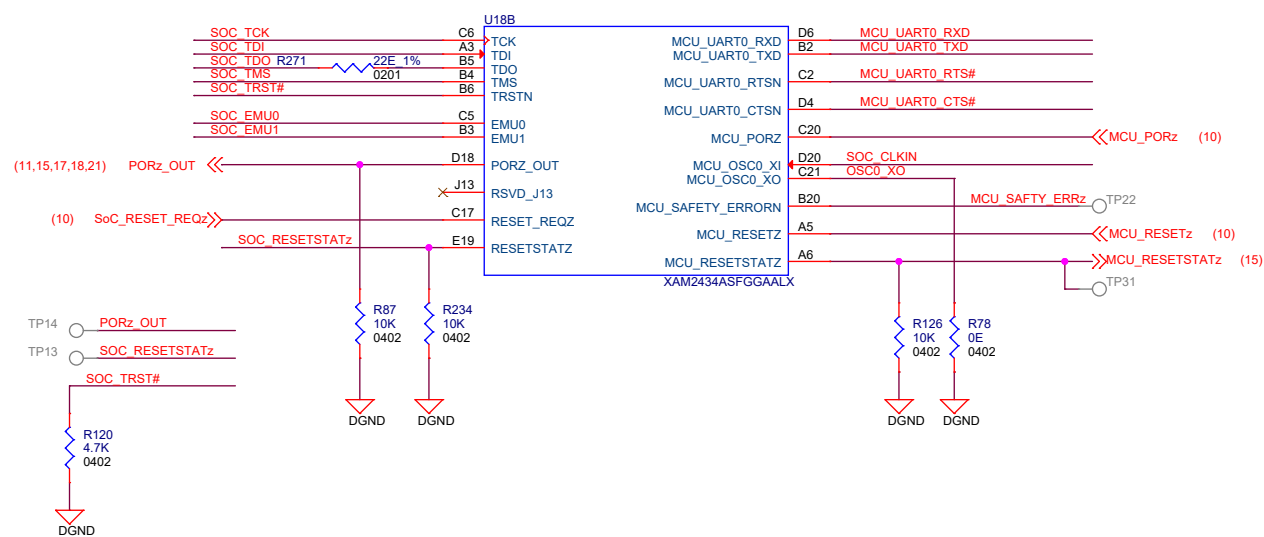 U18B
SOC_TCK C6 TCK MCU_UART0_RXD D6 MCU_UART0_RXD
SOC_TDI A3 TDI MCU_UART0_TXD B2 MCU_UART0_TXD
SOC_TDO R271 22E_1% B5 TDO
0201
SOC_TMS B4 TMS MCU_UART0_RTSN C2 MCU_UART0_RTS#
SOC_TRST# B6 TRSTN
MCU_UART0_CTSN D4 MCU_UART0_CTS#
SOC_EMU0 C5 EMU0
SOC_EMU1 B3 EMU1 MCU_PORZ C20 MCU_PORz (10)
(11,15,17,18,21) PORz_OUT D18 PORZ_OUT MCU_OSC0_XI D20 SOC_CLKIN
MCU_OSC0_XO C21 OSC0_XO
J13 RSVD_J13
MCU_SAFETY_ERRORN B20 MCU_SAFTY_ERRz TP22
(10) SoC_RESET_REQz C17 RESET_REQZ
MCU_RESETZ A5 MCU_RESETz (10)
SOC_RESETSTATz E19 RESETSTATZ
MCU_RESETSTATZ A6 MCU_RESETSTATz (15)
XAM2434ASFGGAALX
TP31
R87
10K
0402
R234
10K
0402
R126
10K
0402
R78
0E
0402
TP14 PORz_OUT
TP13 SOC_RESETSTATz
SOC_TRST#
DGND
DGND
DGND
DGND
R120
4.7K
0402
DGND